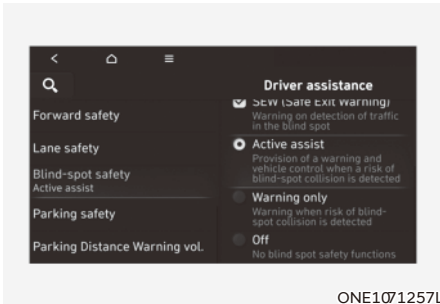 Driver assistance
Forward safety
Lane safety
Blind-spot safety
Active assist
Parking safety
Parking Distance Warning vol.
SEW (Safe Exit Warning)
Warning on detection of traffic
in the blind spot
Active assist
Provision of a warning and
vehicle control when a risk of
blind-spot collision is detected
Warning only
Warning when risk of blind-
spot collision is detected
Off
No blind spot safety functions
ONE1071257L